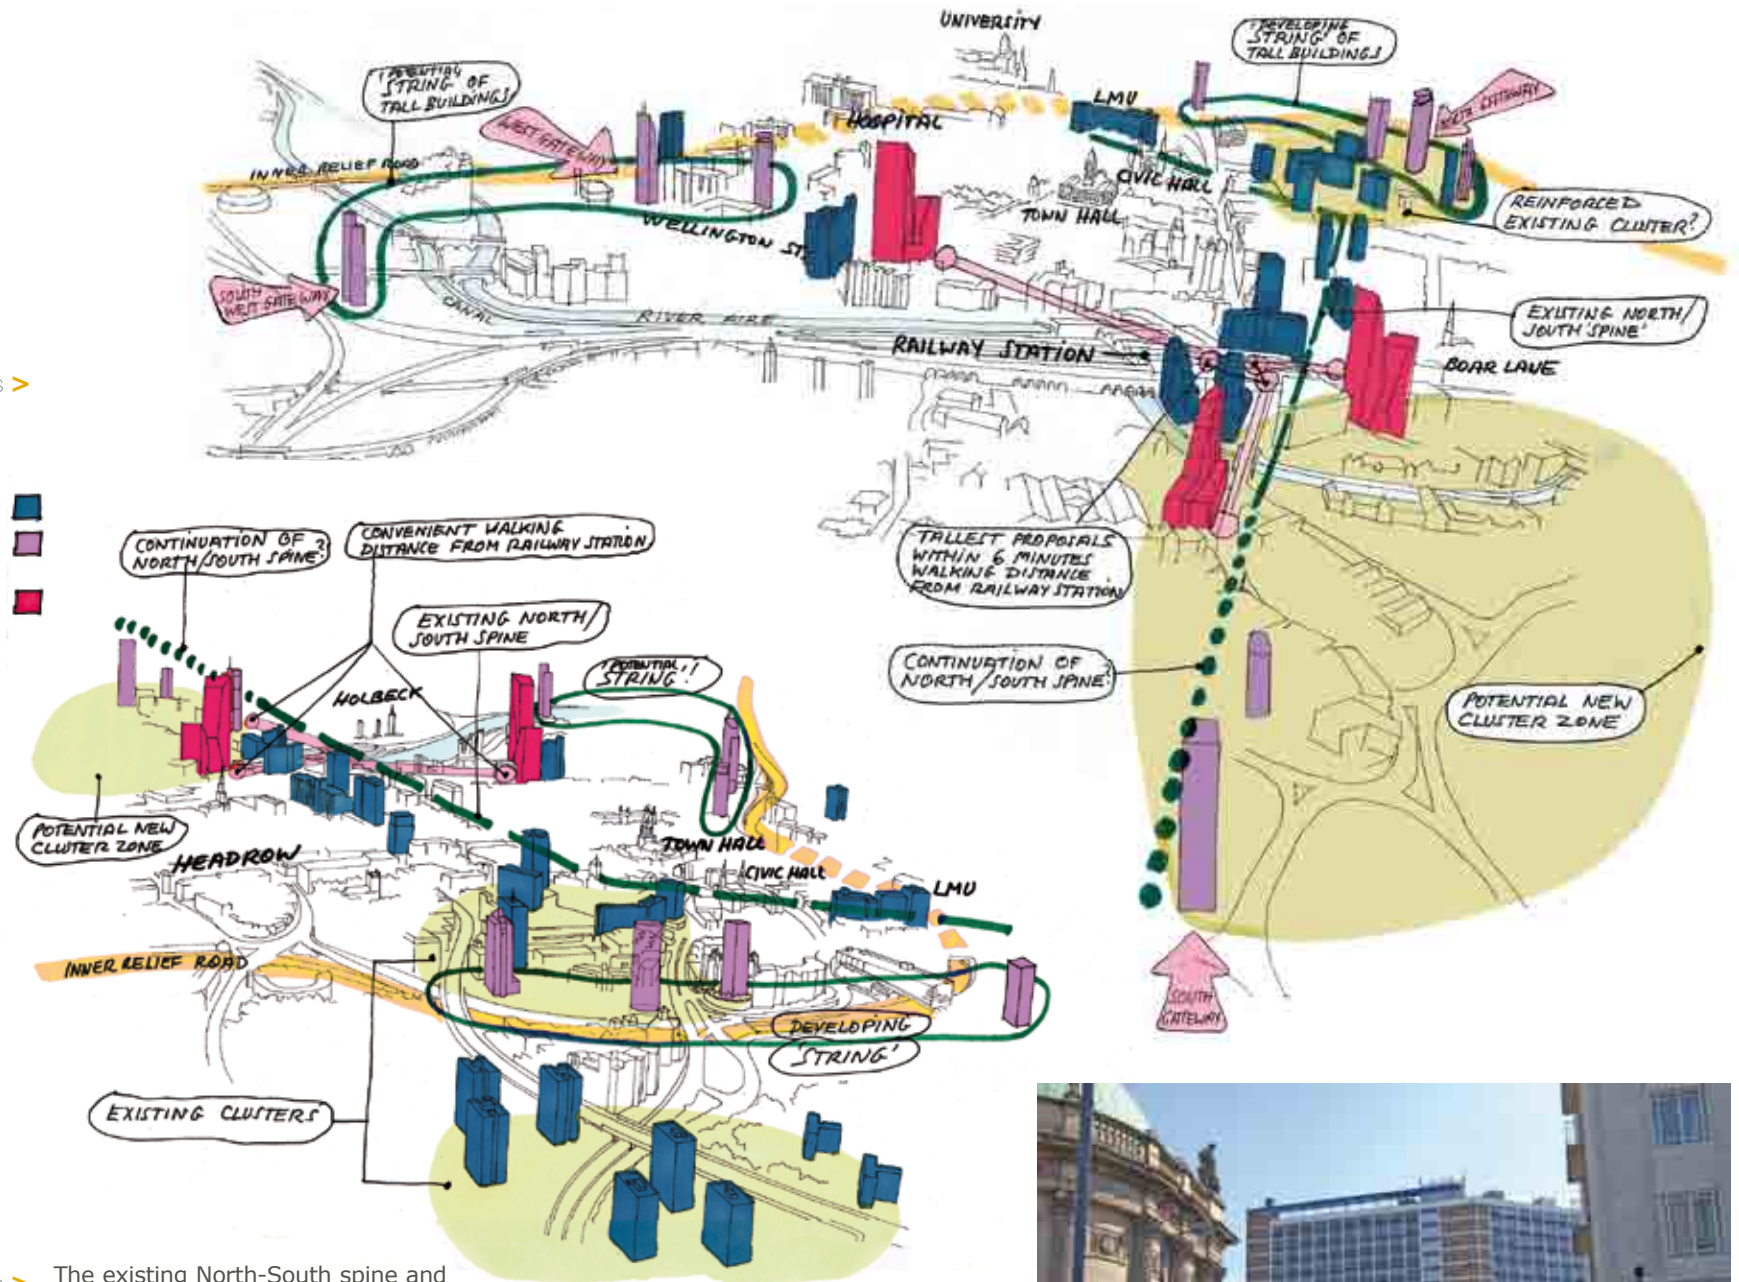 UNIVERSITY
'DEVELOPING
STRING' OF
TALL BUILDINGS
'POTENTIAL'
STRING OF
TALL BUILDINGS
WEST GATEWAY
HOSPITAL
LMU
NORTH GATEWAY
INNER RELIEF ROAD
CIVIC HALL
TOWN HALL
WELLINGTON ST.
REINFORCED
EXISTING CLUSTER?
SOUTH
WEST GATEWAY
CANAL
RIVER AIRE
EXISTING NORTH/
SOUTH 'SPINE'
RAILWAY STATION
BOAR LANE
s >
TALLEST PROPOSALS
WITHIN 6 MINUTES
WALKING DISTANCE
FROM RAILWAY STATION
CONTINUATION OF
NORTH/SOUTH SPINE?
POTENTIAL NEW
CLUSTER ZONE
SOUTH
GATEWAY
CONTINUATION OF
NORTH/SOUTH SPINE?
CONVENIENT WALKING
DISTANCE FROM RAILWAY STATION
EXISTING NORTH/
SOUTH SPINE
'POTENTIAL'
STRING'!
HOLBECK
POTENTIAL NEW
CLUSTER ZONE
HEADROW
TOWN HALL
CIVIC HALL
LMU
INNER RELIEF ROAD
DEVELOPING
'STRING'
EXISTING CLUSTERS
>
The existing North-South spine and